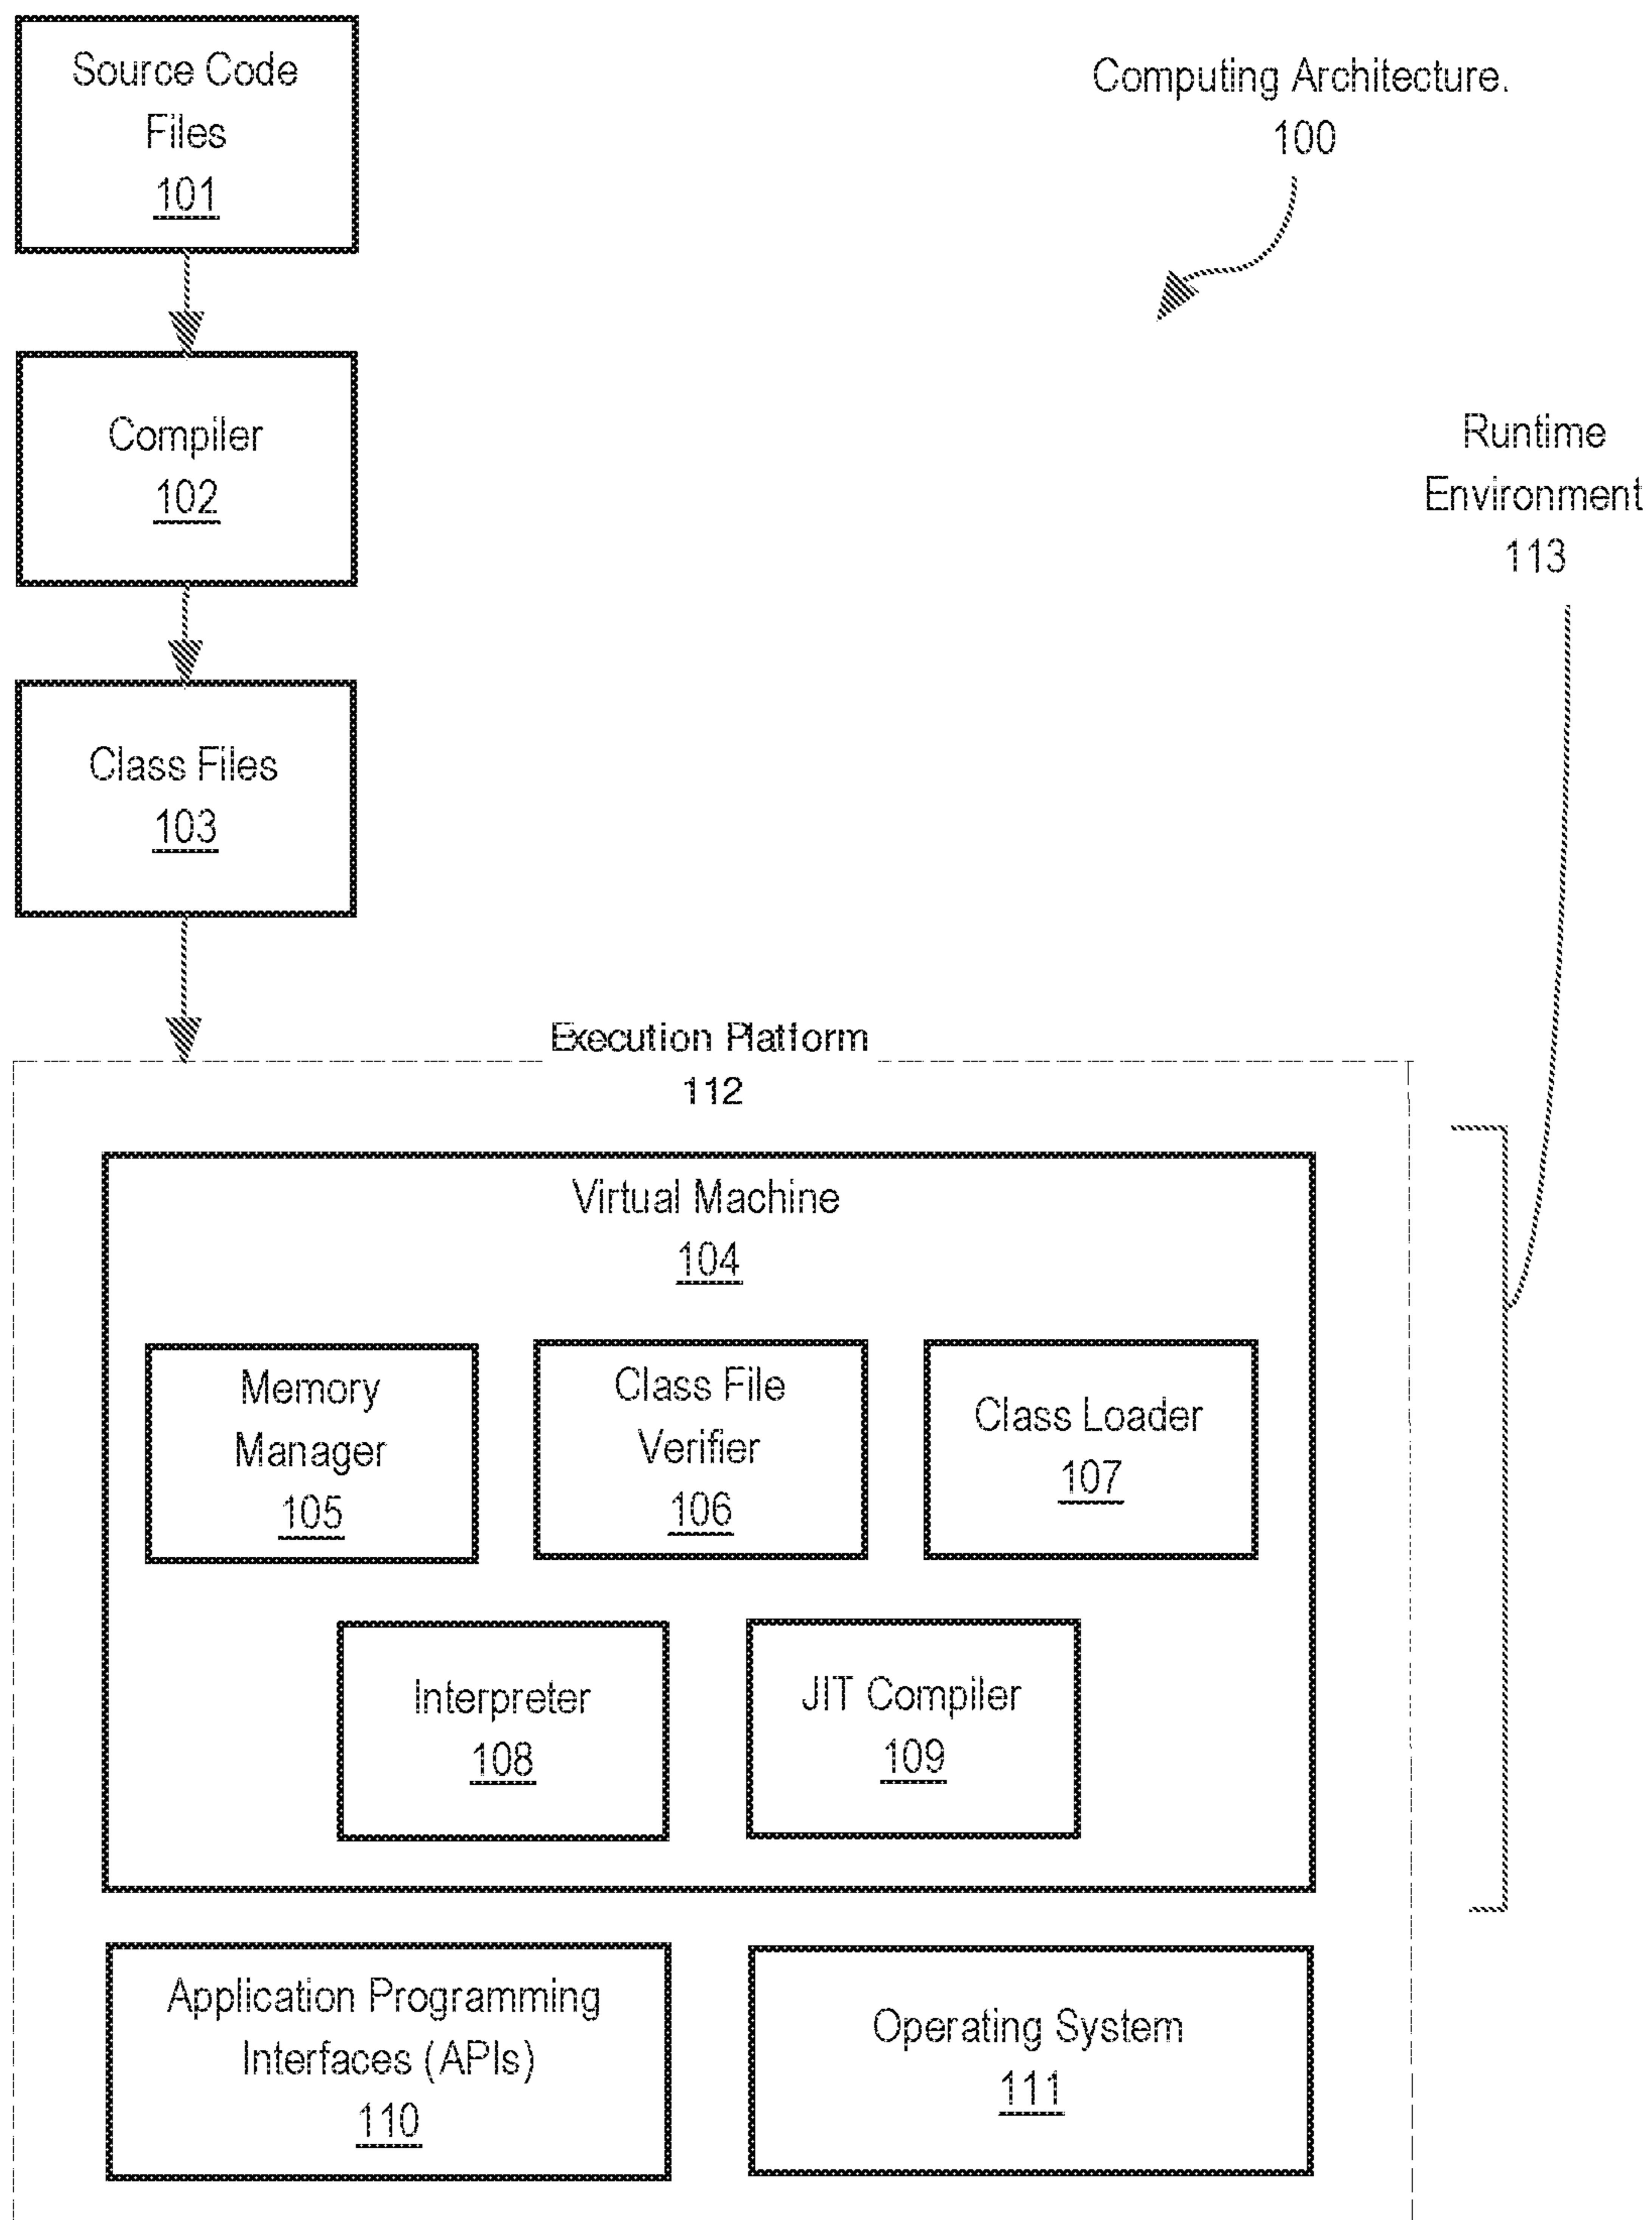 Source Code
Files
101
Computing Architecture.
100
Compiler
102
Runtime
Environment
113
Class Files
103
Execution Platform
112
Virtual Machine
104
Memory
Manager
105
Class File
Verifier
106
Class Loader
107
Interpreter
108
JIT Compiler
109
Application Programming
Interfaces (APIs)
110
Operating System
111